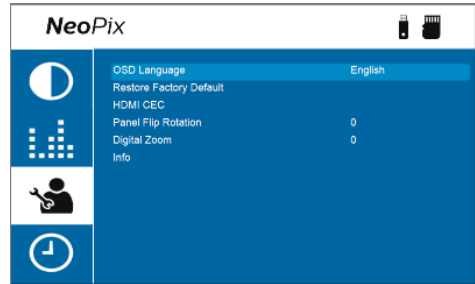 NeoPix
OSD Language English
Restore Factory Default
HDMI CEC
Panel Flip Rotation 0
Digital Zoom 0
Info